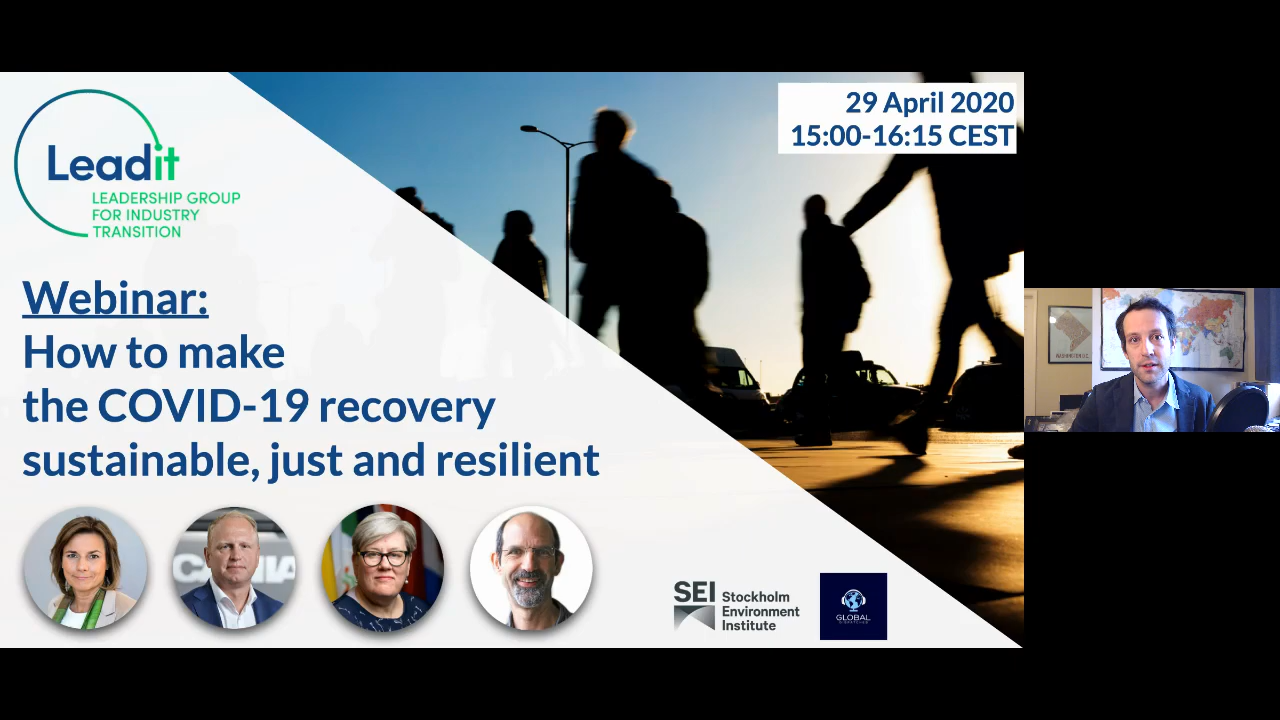 Leadit
LEADERSHIP GROUP
FOR INDUSTRY
TRANSITION
29 April 2020
15:00-16:15 CEST
Webinar:
How to make
the COVID-19 recovery
sustainable, just and resilient
SEI Stockholm
Environment
Institute
GLOBAL
WASHINGTON, D.C.